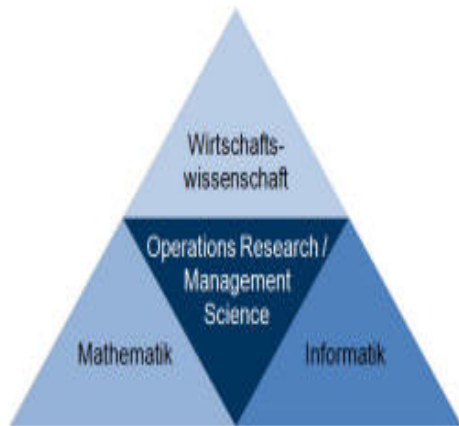 Wirtschafts-
wissenschaft
Operations Research /
Management
Science
Mathematik
Informatik